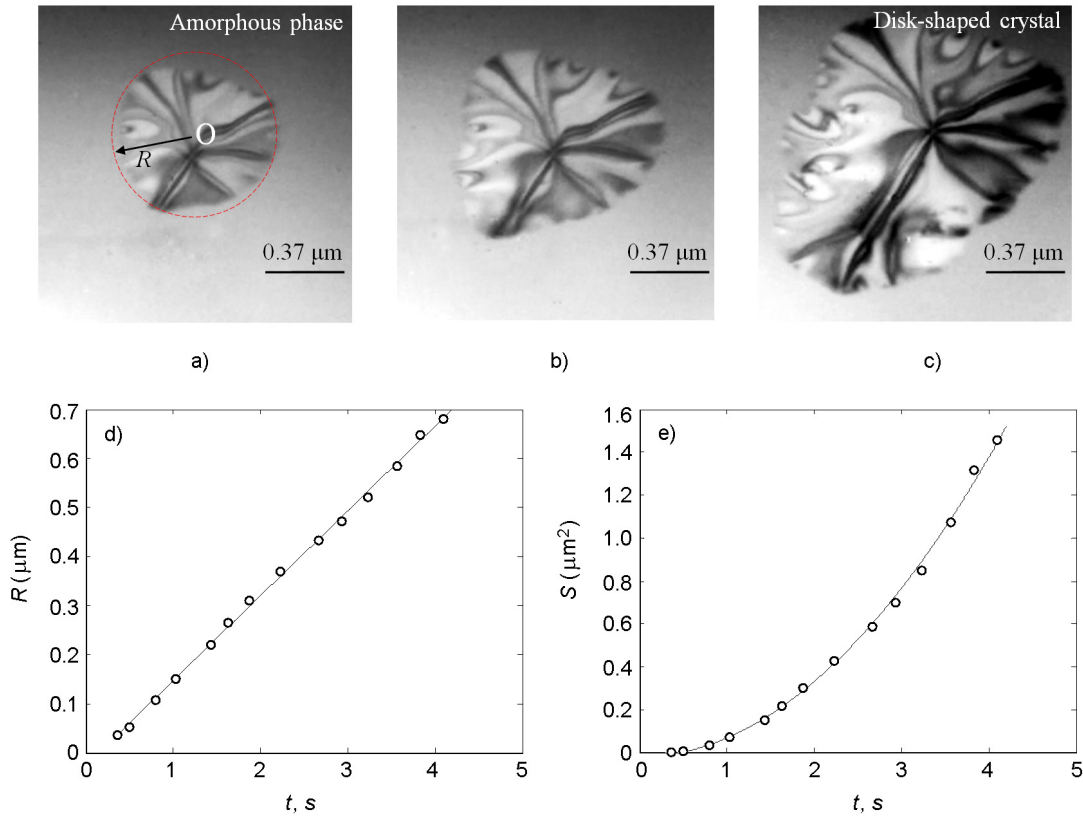 Amorphous phase
Disk-shaped crystal
O
R
0.37 μm
0.37 μm
0.37 μm
a)
b)
c)
d)
0.7
0.6
0.5
0.4
0.3
0.2
0.1
0
R (μm)
0 1 2 3 4 5
t, s
e)
1.6
1.4
1.2
1.0
0.8
0.6
0.4
0.2
0
S (μm²)
0 1 2 3 4 5
t, s